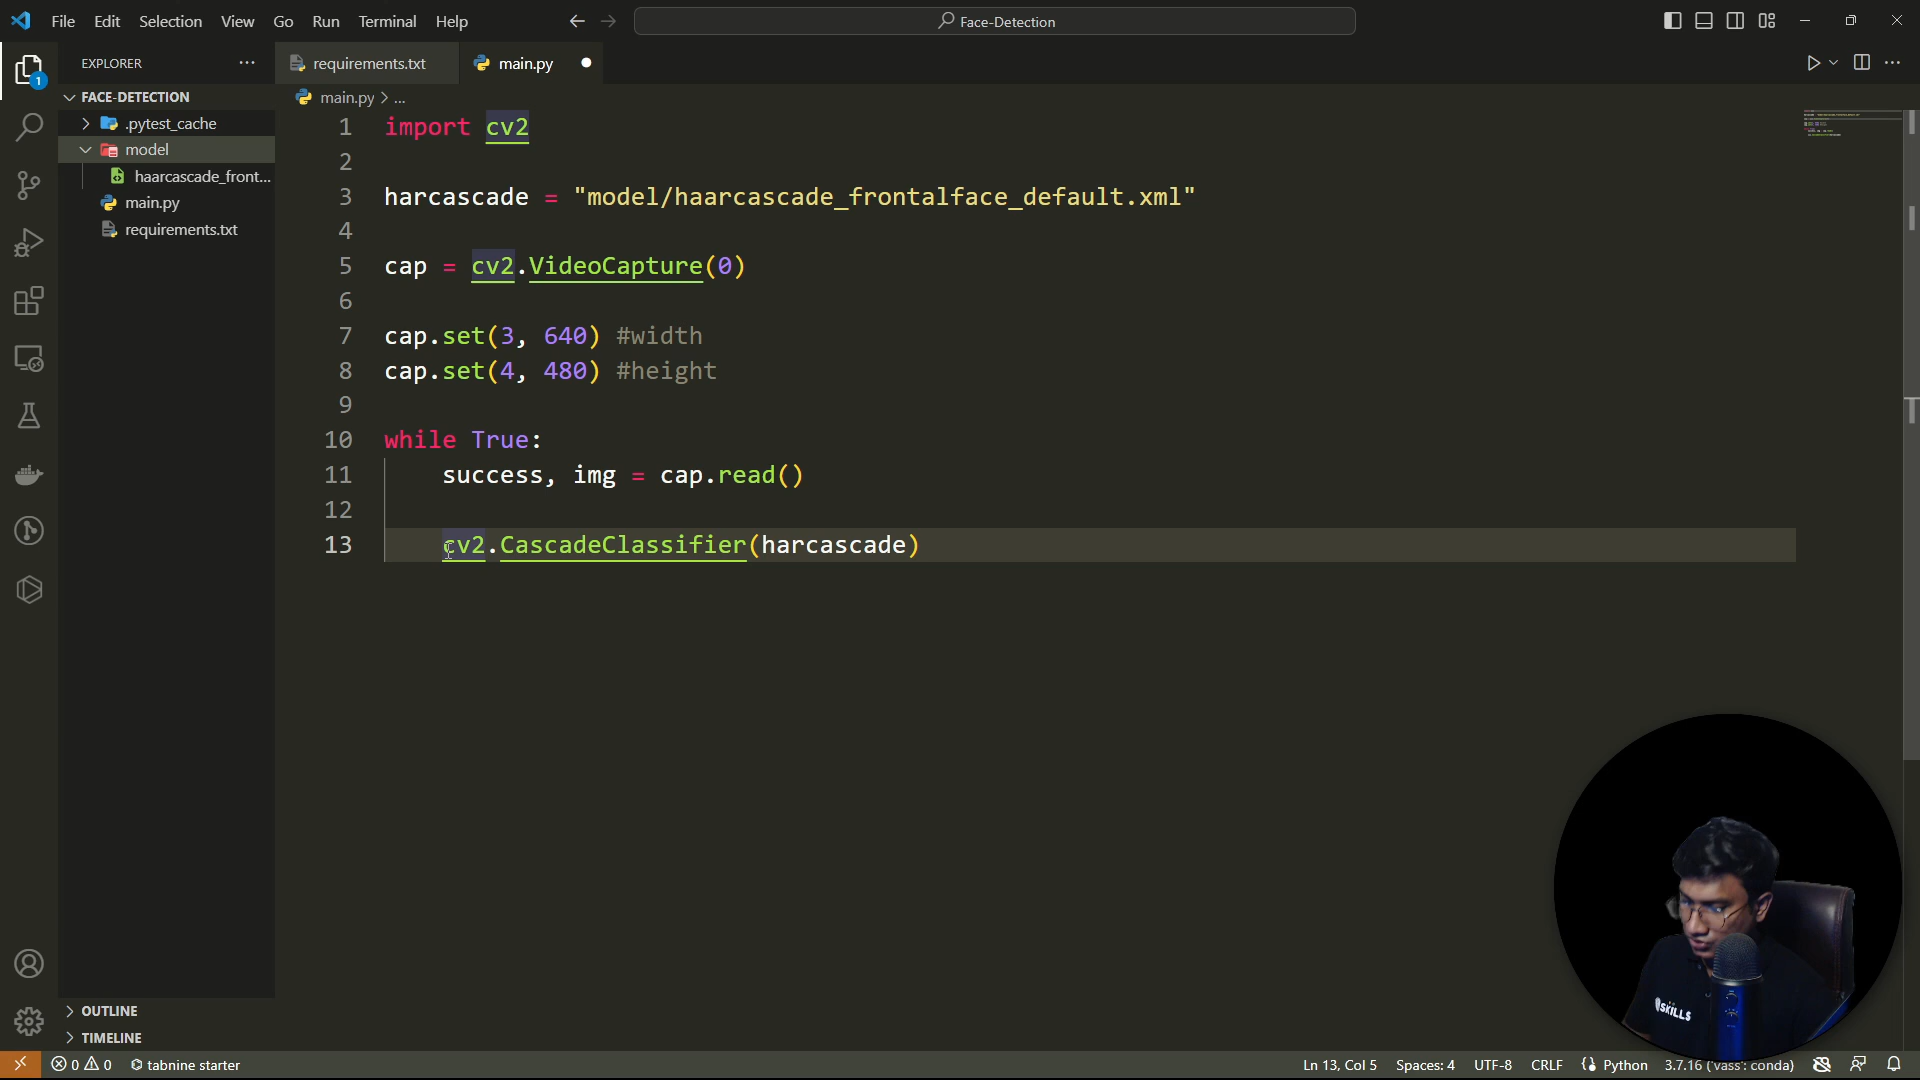 File Edit Selection View Go Run Terminal Help
Face-Detection
EXPLORER
requirements.txt
main.py
1
FACE-DETECTION
.pytest_cache
model
haarcascade_front...
main.py
requirements.txt
main.py > ...
1 import cv2
2
3 harcascade = "model/haarcascade_frontalface_default.xml"
4
5 cap = cv2.VideoCapture(0)
6
7 cap.set(3, 640) #width
8 cap.set(4, 480) #height
9
10 while True:
11 success, img = cap.read()
12
13 cv2.CascadeClassifier(harcascade)
OUTLINE
TIMELINE
SKILLS
0 0 tabnine starter
Ln 13, Col 5 Spaces: 4 UTF-8 CRLF Python 3.7.16 ('vass': conda)